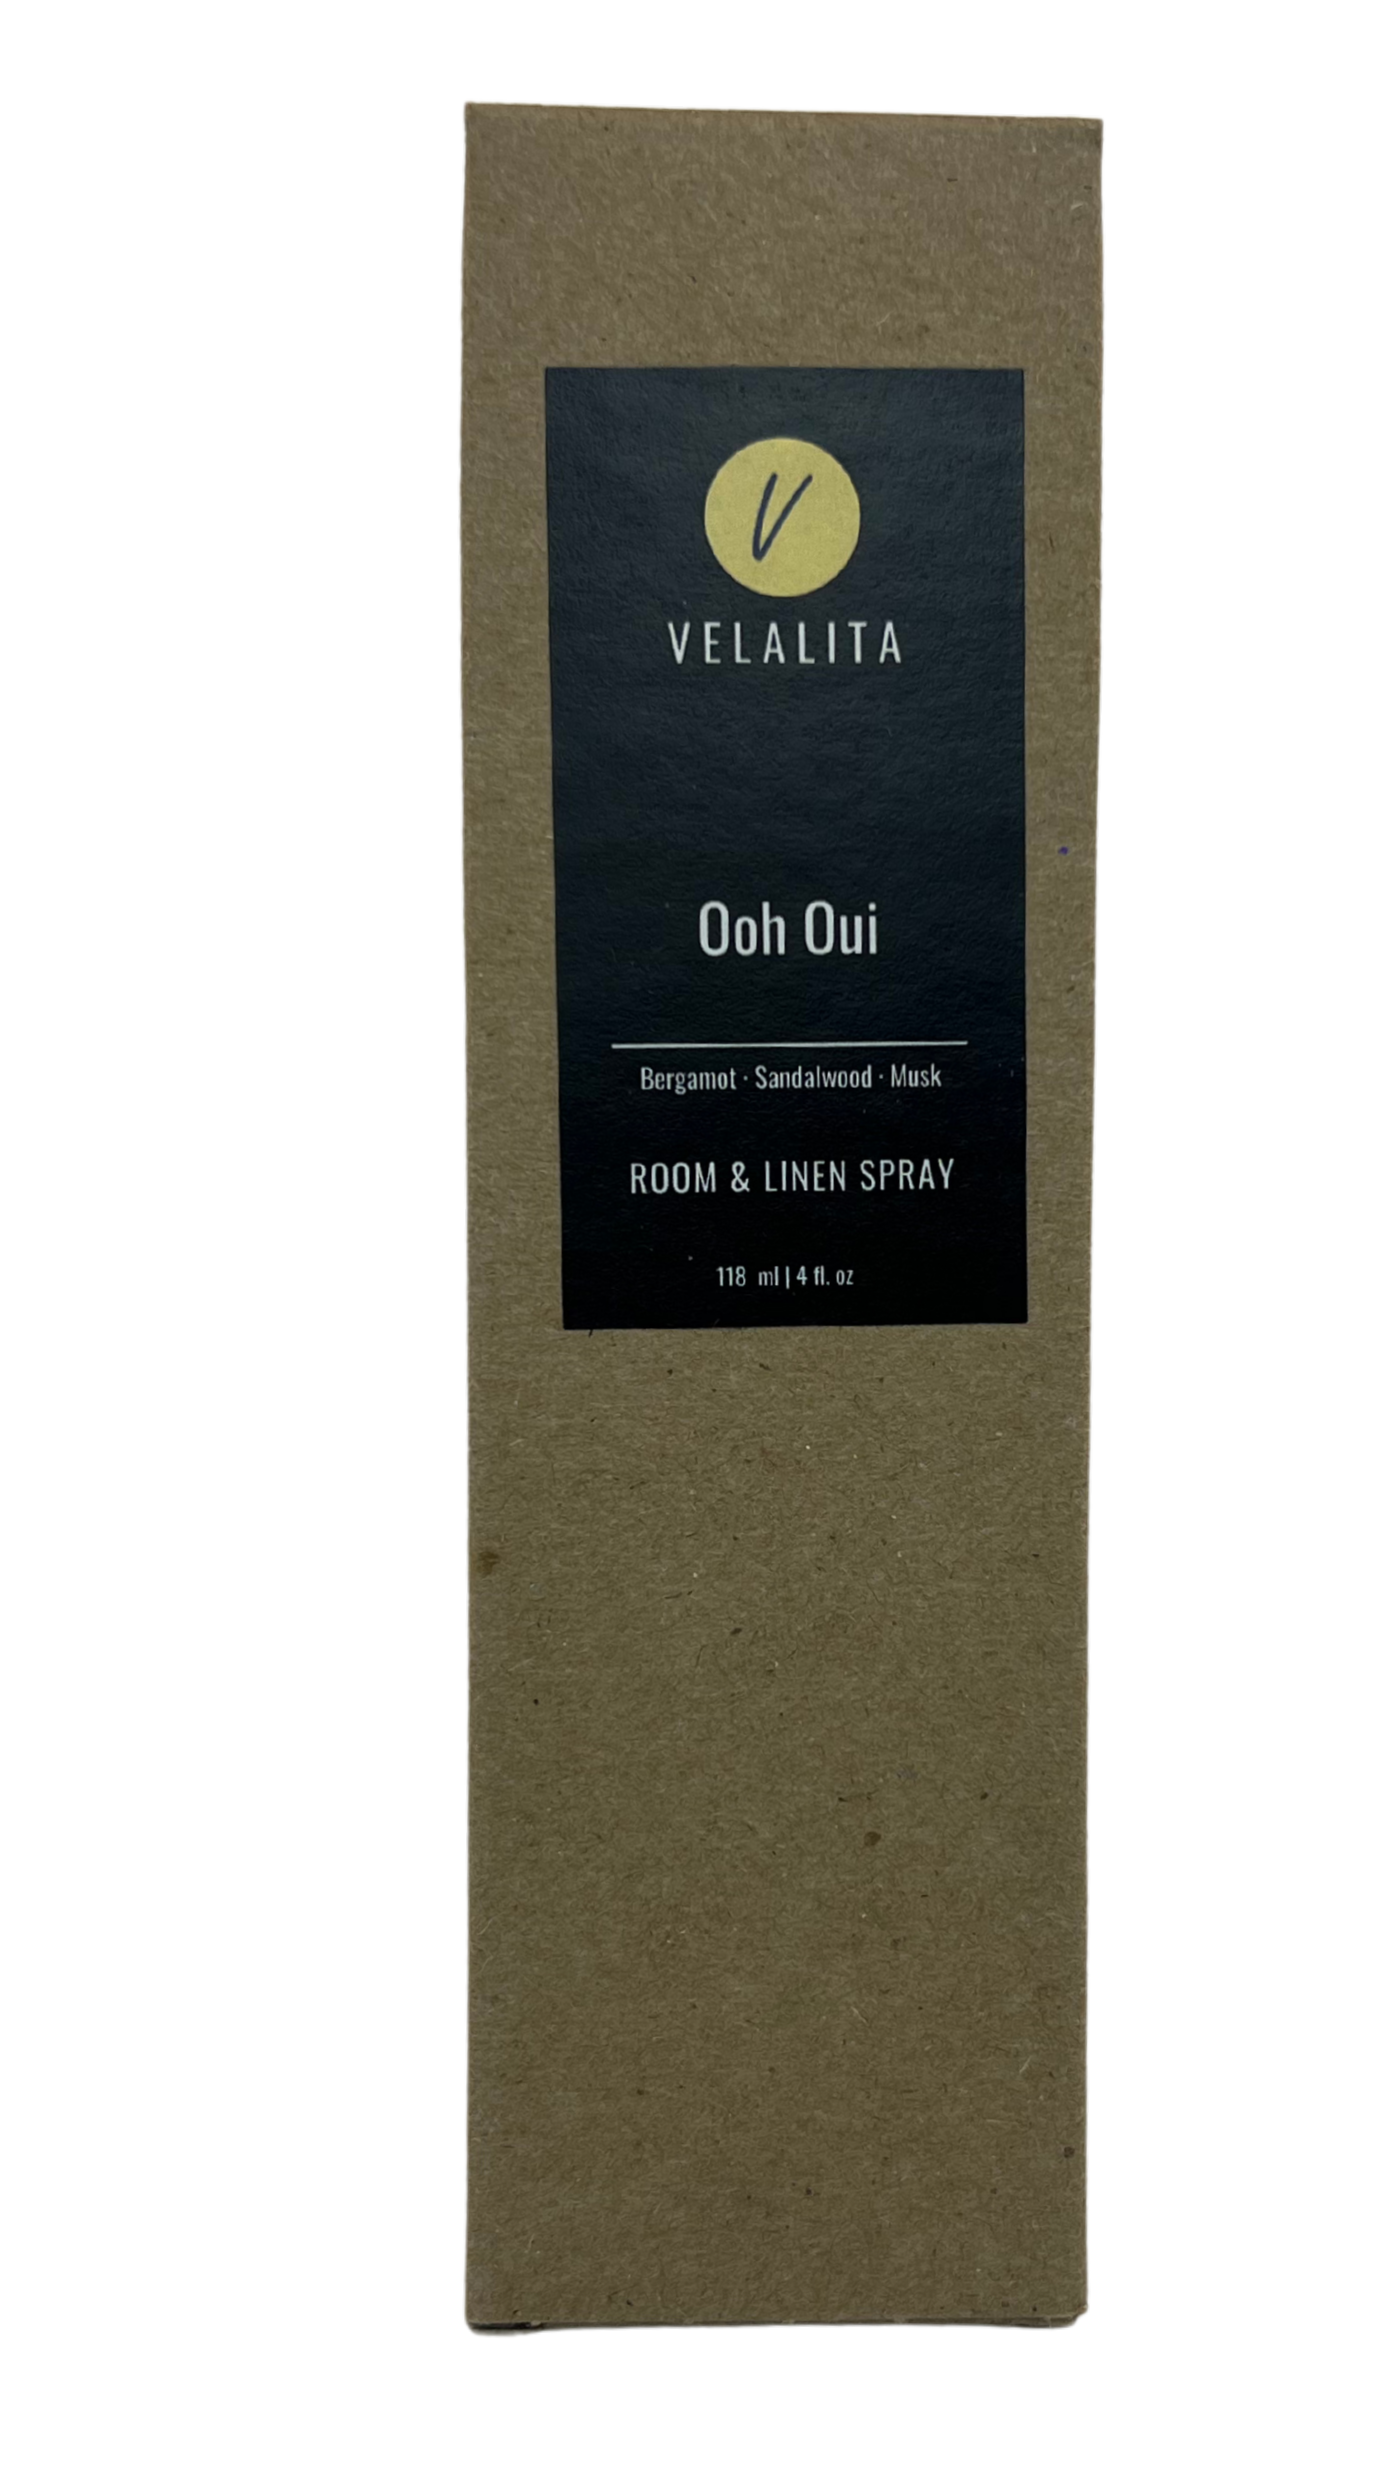 V
VELALITA
Ooh Oui
Bergamot · Sandalwood · Musk
ROOM & LINEN SPRAY
118 ml | 4 fl. oz